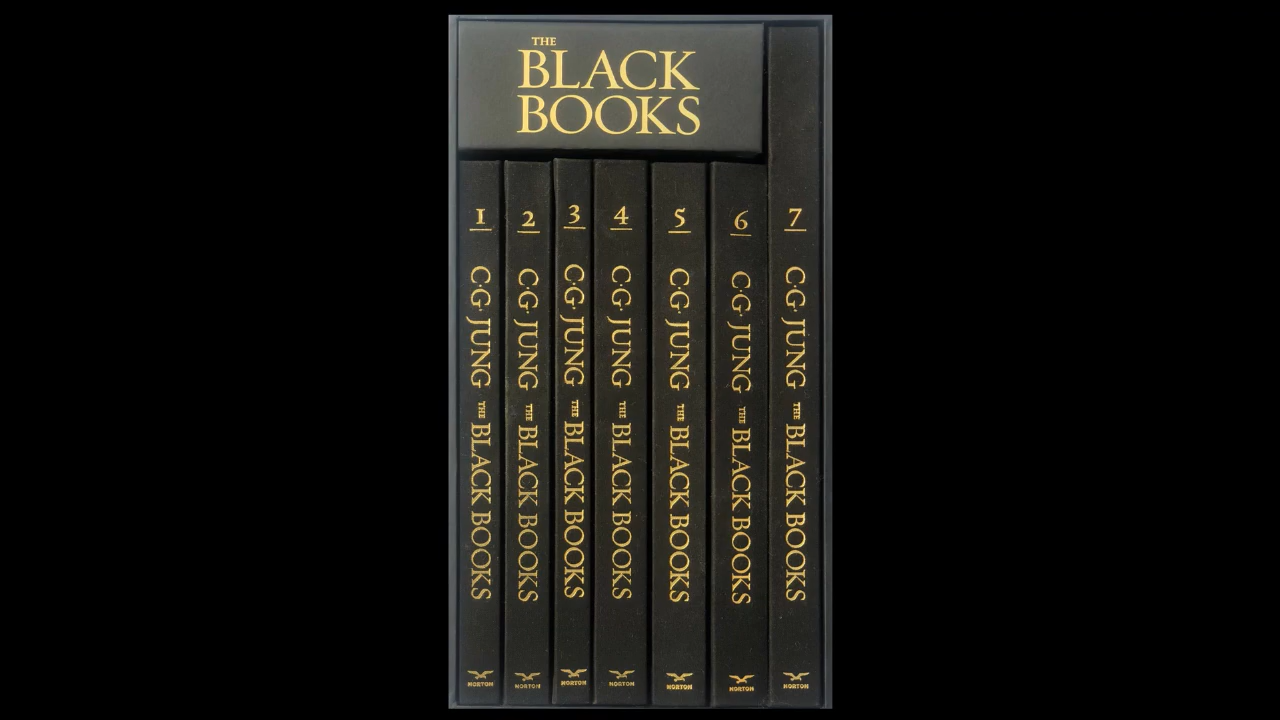 THE
BLACK
BOOKS
1 C·G· JUNG THE BLACK BOOKS NORTON
2 C·G· JUNG THE BLACK BOOKS NORTON
3 C·G· JUNG THE BLACK BOOKS NORTON
4 C·G· JUNG THE BLACK BOOKS NORTON
5 C·G· JUNG THE BLACK BOOKS NORTON
6 C·G· JUNG THE BLACK BOOKS NORTON
7 C·G· JUNG THE BLACK BOOKS NORTON